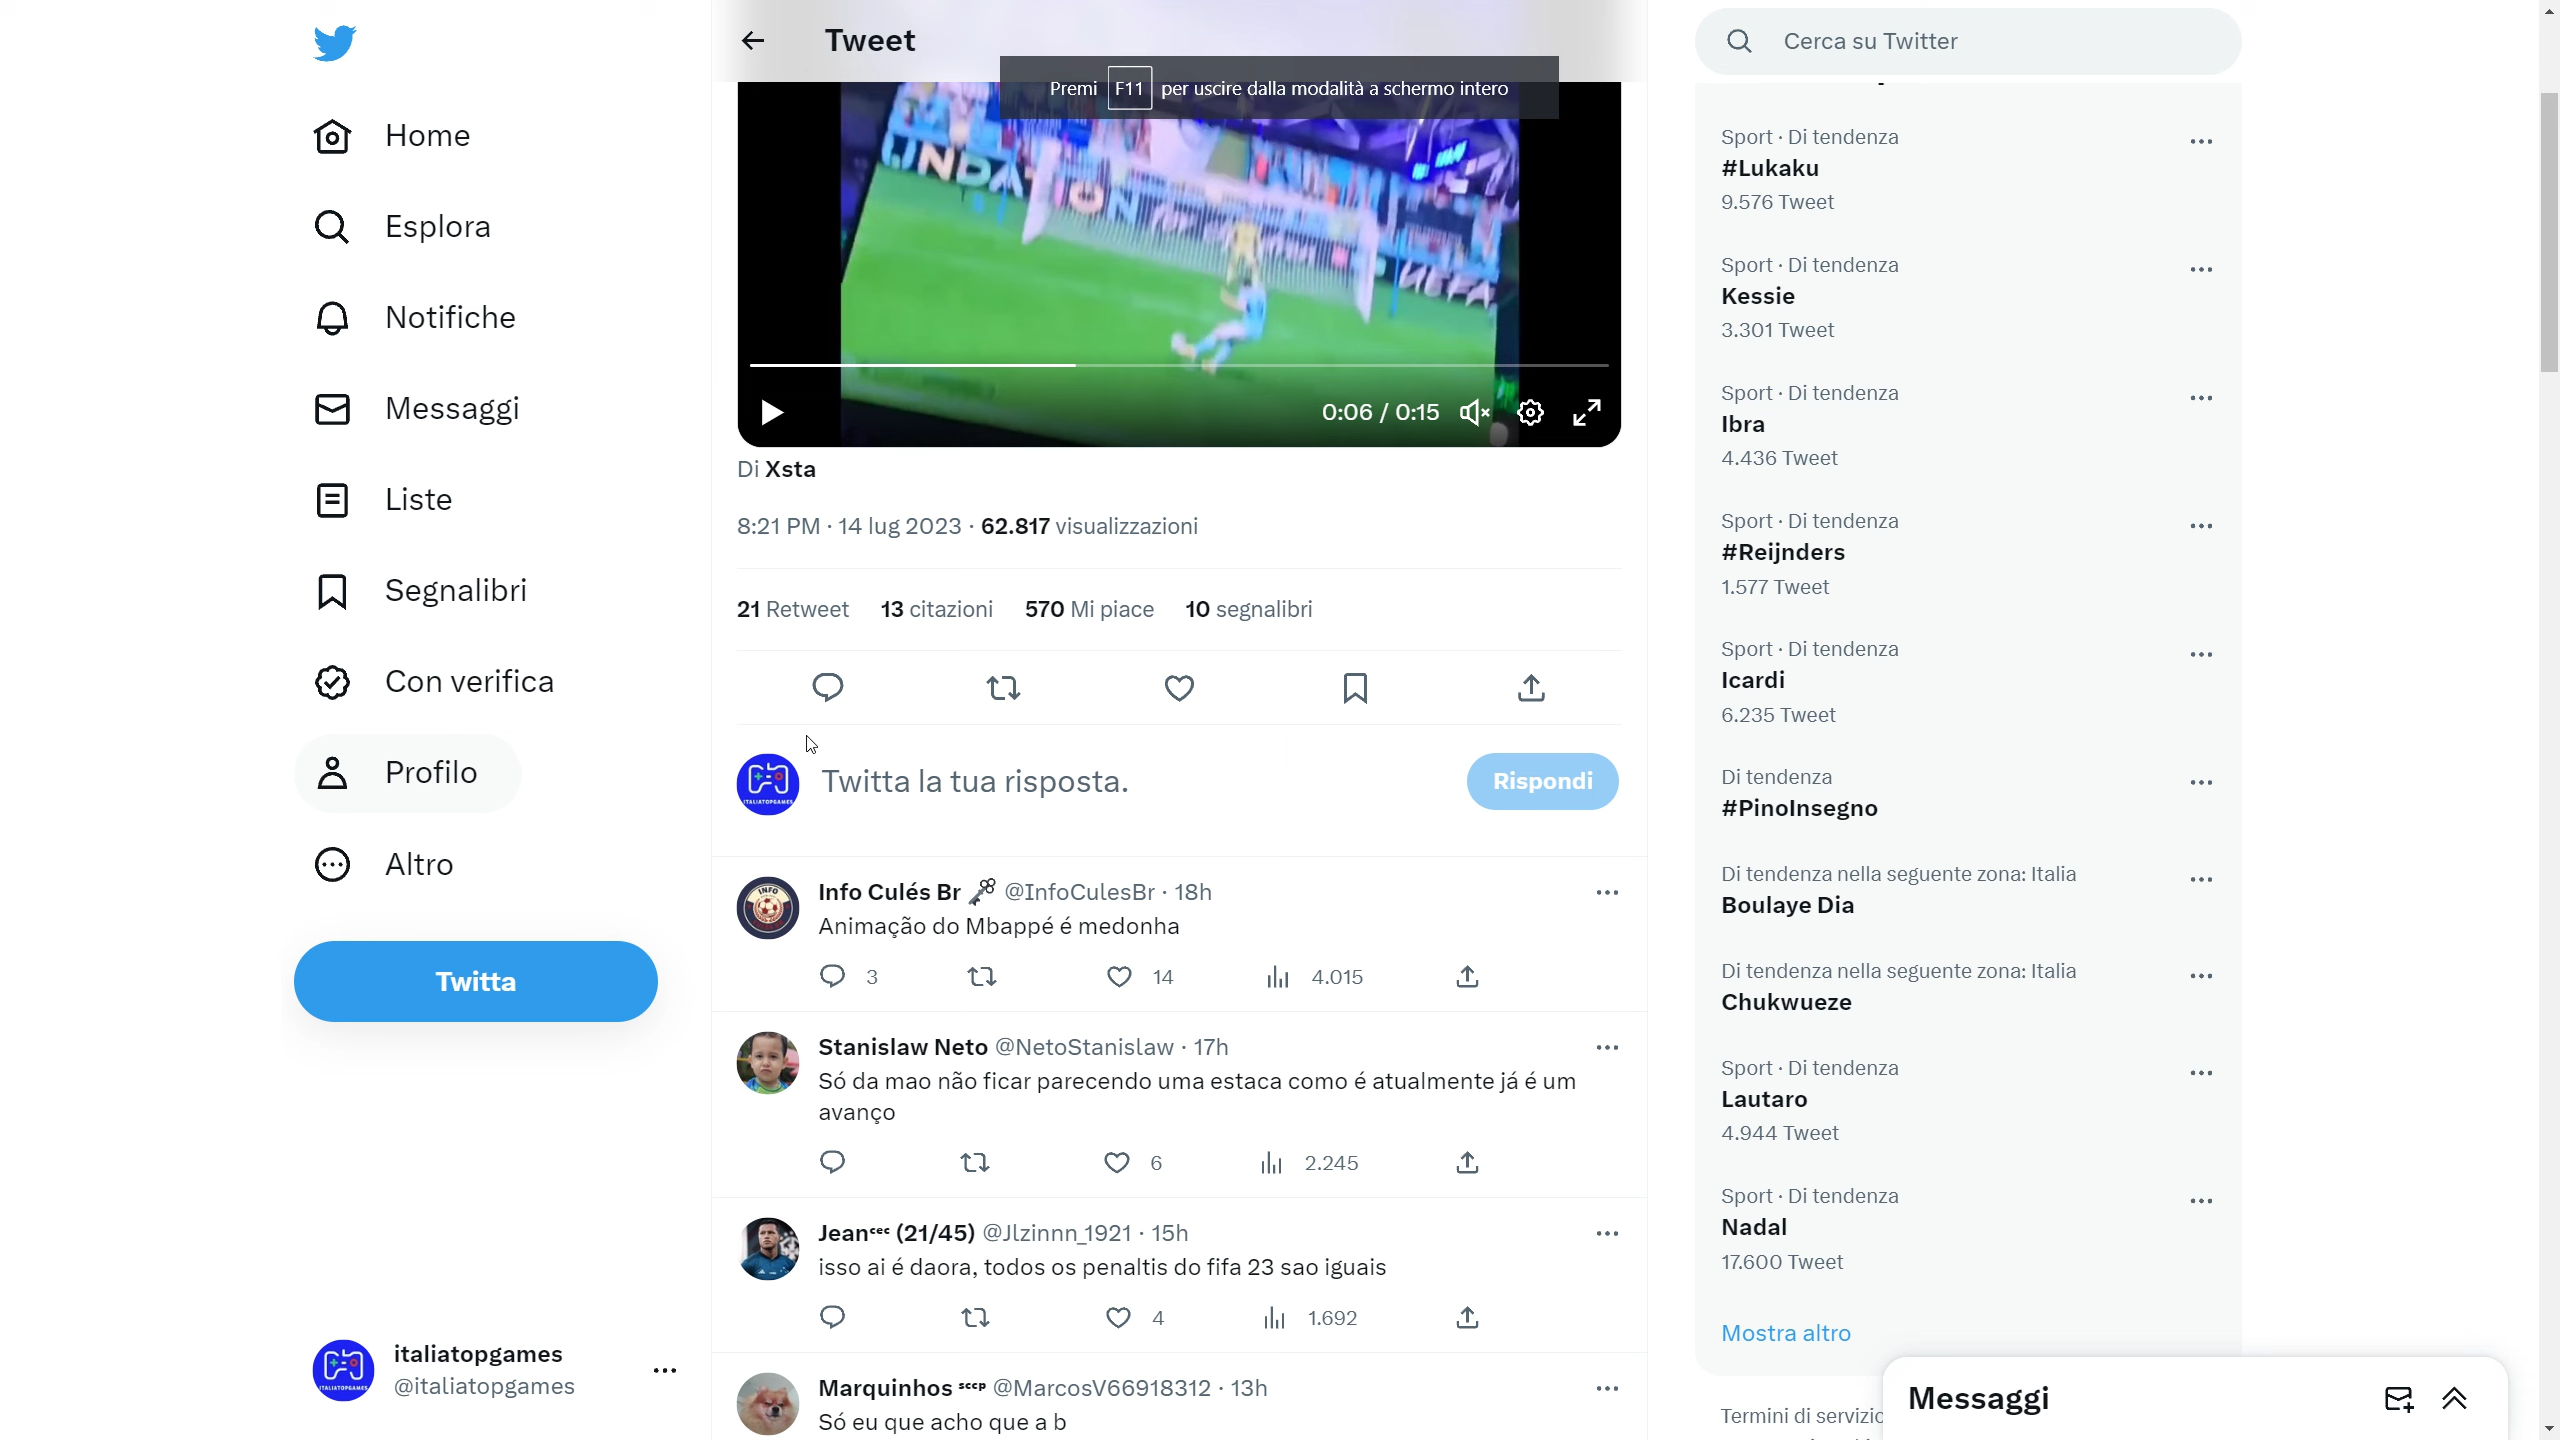 Home
Esplora
Notifiche
Messaggi
Liste
Segnalibri
Con verifica
Profilo
Altro
Twitta
italiatopgames
@italiatopgames
Tweet
Premi F11 per uscire dalla modalità a schermo intero
UEFA
0:06 / 0:15
Di Xsta
8:21 PM · 14 lug 2023 · 62.817 visualizzazioni
21 Retweet 13 citazioni 570 Mi piace 10 segnalibri
ITALIATOPGAMES
Twitta la tua risposta.
Rispondi
Info Culés Br @InfoCulesBr · 18h
Animação do Mbappé é medonha
3 14 4.015
Stanislaw Neto @NetoStanislaw · 17h
Só da mao não ficar parecendo uma estaca como é atualmente já é um
avanço
6 2.245
Jeanᶜᵉᶜ (21/45) @Jlzinnn_1921 · 15h
isso ai é daora, todos os penaltis do fifa 23 sao iguais
4 1.692
Marquinhos ˢᶜᶜᵖ @MarcosV66918312 · 13h
Só eu que acho que a b
Cerca su Twitter
Sport · Di tendenza
#Lukaku
9.576 Tweet
Sport · Di tendenza
Kessie
3.301 Tweet
Sport · Di tendenza
Ibra
4.436 Tweet
Sport · Di tendenza
#Reijnders
1.577 Tweet
Sport · Di tendenza
Icardi
6.235 Tweet
Di tendenza
#PinoInsegno
Di tendenza nella seguente zona: Italia
Boulaye Dia
Di tendenza nella seguente zona: Italia
Chukwueze
Sport · Di tendenza
Lautaro
4.944 Tweet
Sport · Di tendenza
Nadal
17.600 Tweet
Mostra altro
Termini di servizio
Messaggi